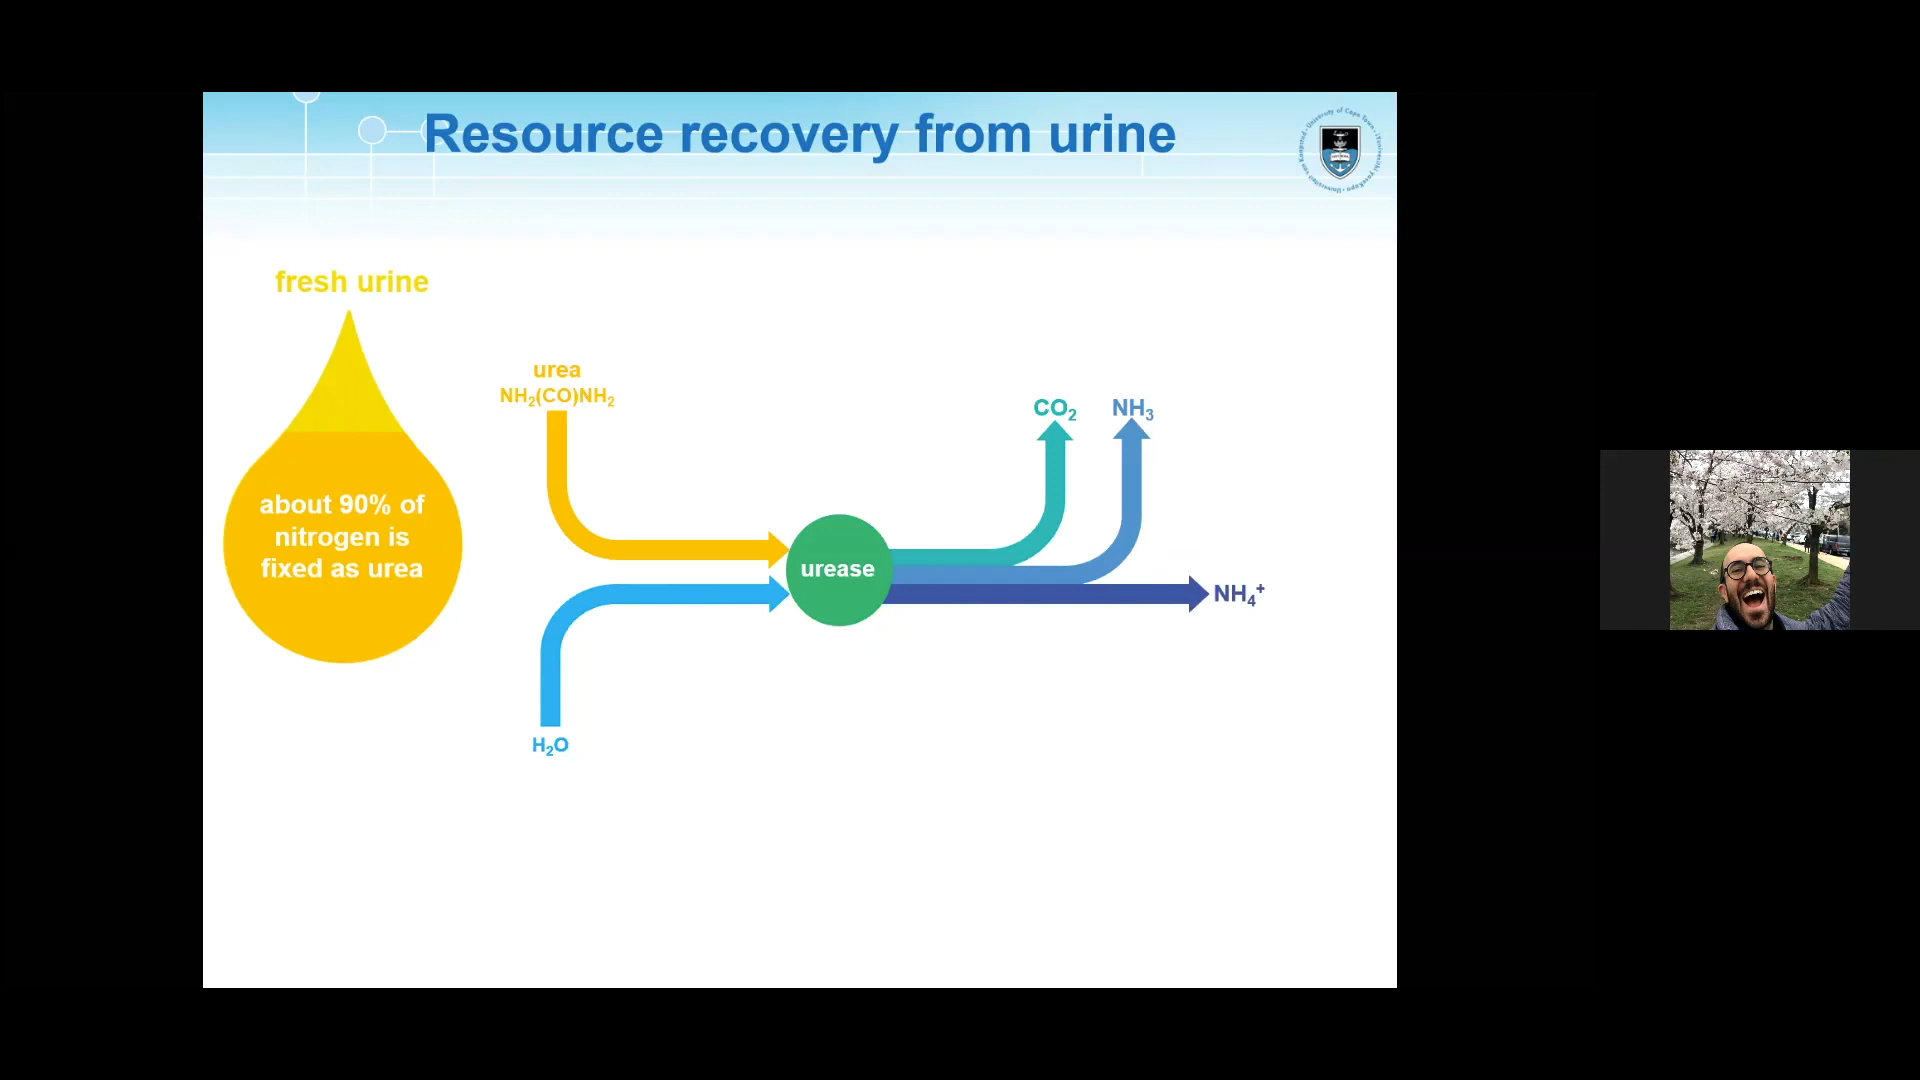 Resource recovery from urine
fresh urine
about 90% of
nitrogen is
fixed as urea
urea
NH₂(CO)NH₂
H₂O
urease
CO₂
NH₃
NH₄⁺